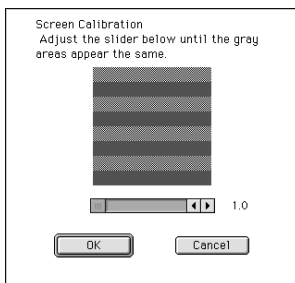 Screen Calibration
Adjust the slider below until the gray
areas appear the same.
1.0
OK
Cancel